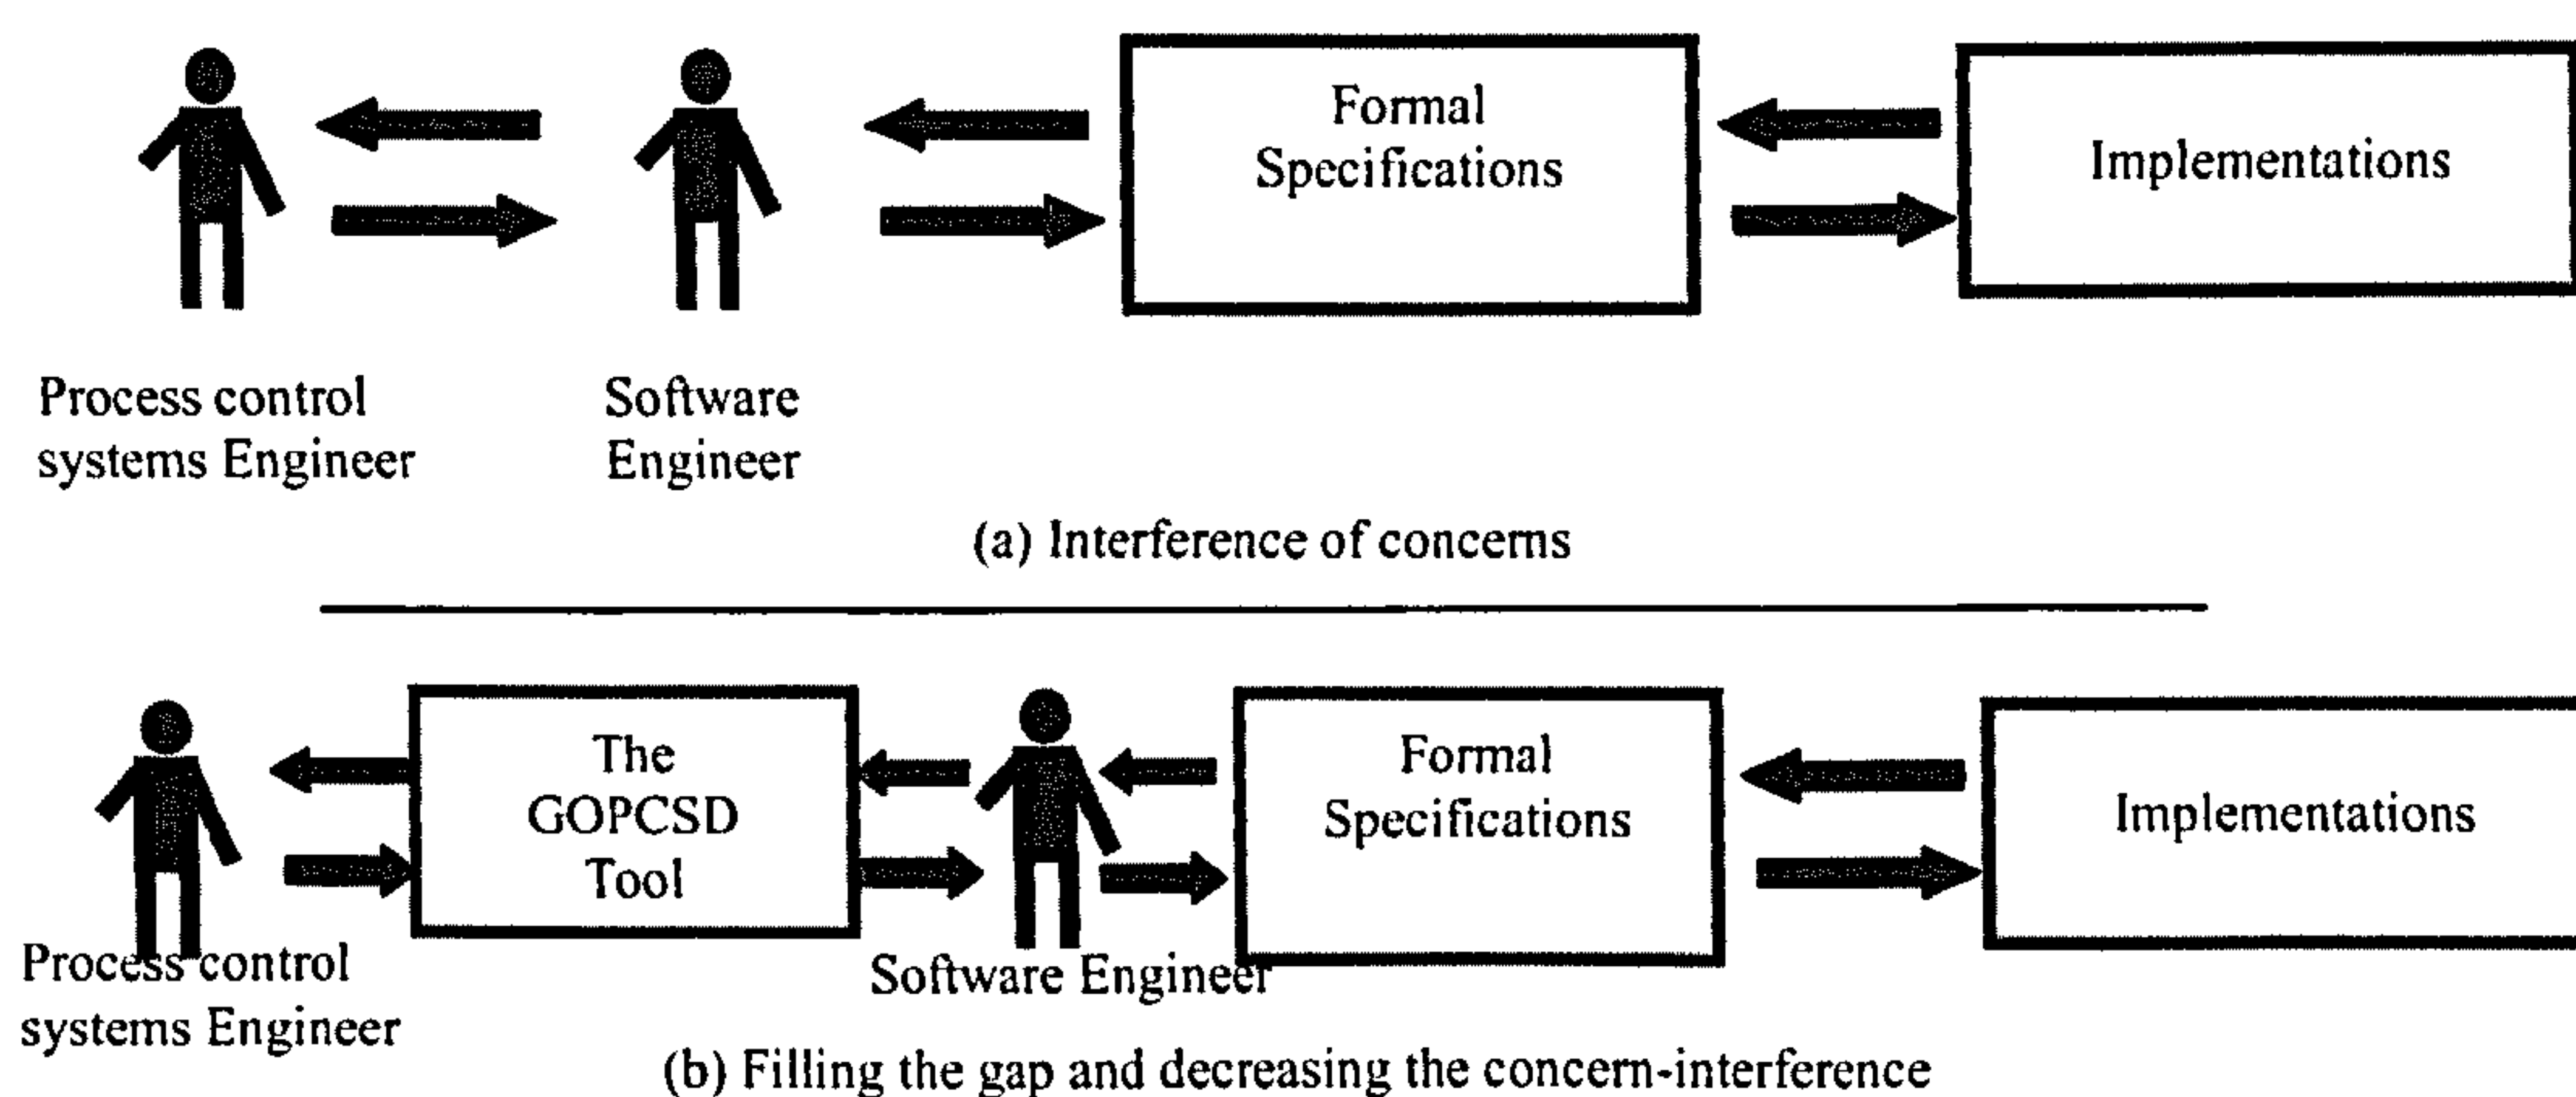 Formal
Specifications
Implementations
Process control
systems Engineer
Software
Engineer
(a) Interference of concerns
The
GOPCSD
Tool
Formal
Specifications
Implementations
Process control
systems Engineer
Software Engineer
(b) Filling the gap and decreasing the concern-interference